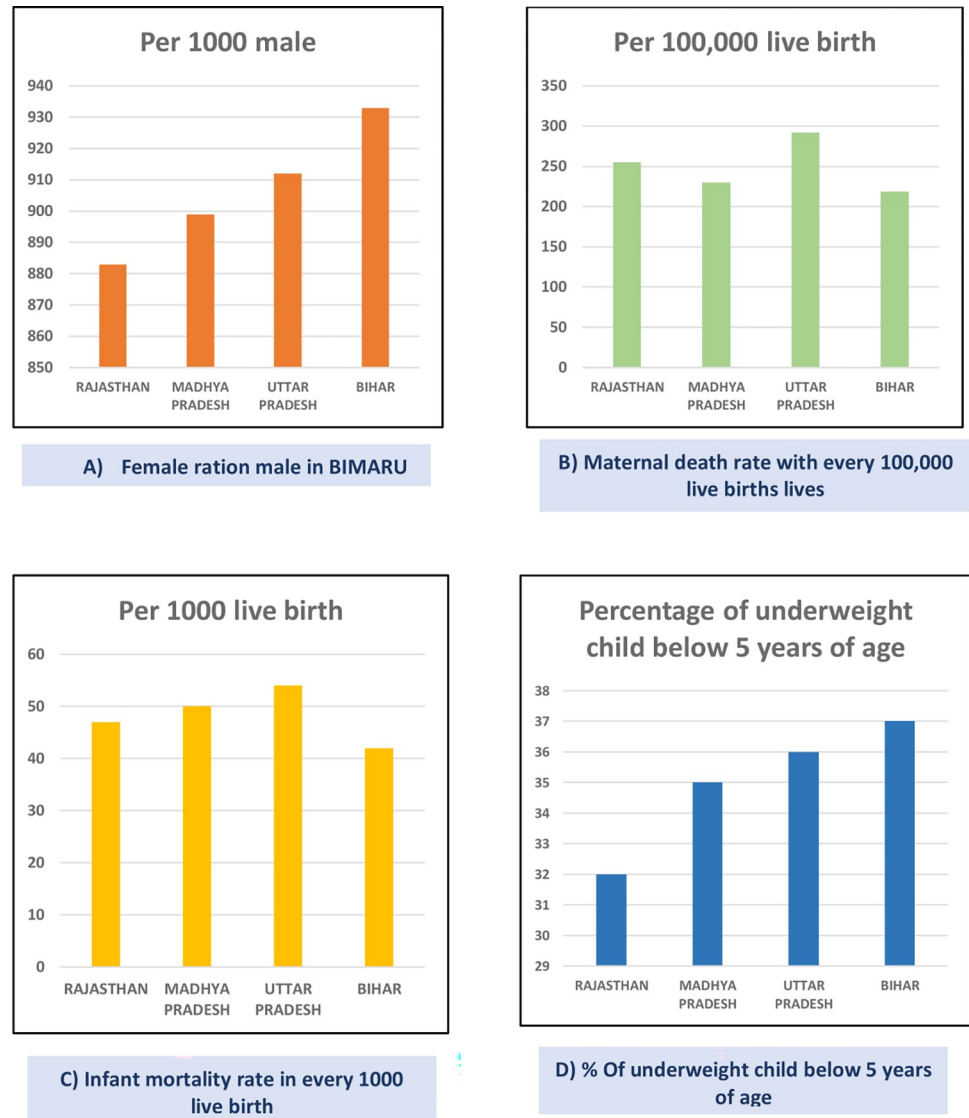 Per 1000 male
940
930
920
910
900
890
880
870
860
850
RAJASTHAN
MADHYA
PRADESH
UTTAR
PRADESH
BIHAR
A) Female ration male in BIMARU
Per 100,000 live birth
350
300
250
200
150
100
50
0
RAJASTHAN
MADHYA
PRADESH
UTTAR
PRADESH
BIHAR
B) Maternal death rate with every 100,000
live births lives
Per 1000 live birth
60
50
40
30
20
10
0
RAJASTHAN
MADHYA
PRADESH
UTTAR
PRADESH
BIHAR
C) Infant mortality rate in every 1000
live birth
Percentage of underweight
child below 5 years of age
38
37
36
35
34
33
32
31
30
29
RAJASTHAN
MADHYA
PRADESH
UTTAR
PRADESH
BIHAR
D) % Of underweight child below 5 years
of age